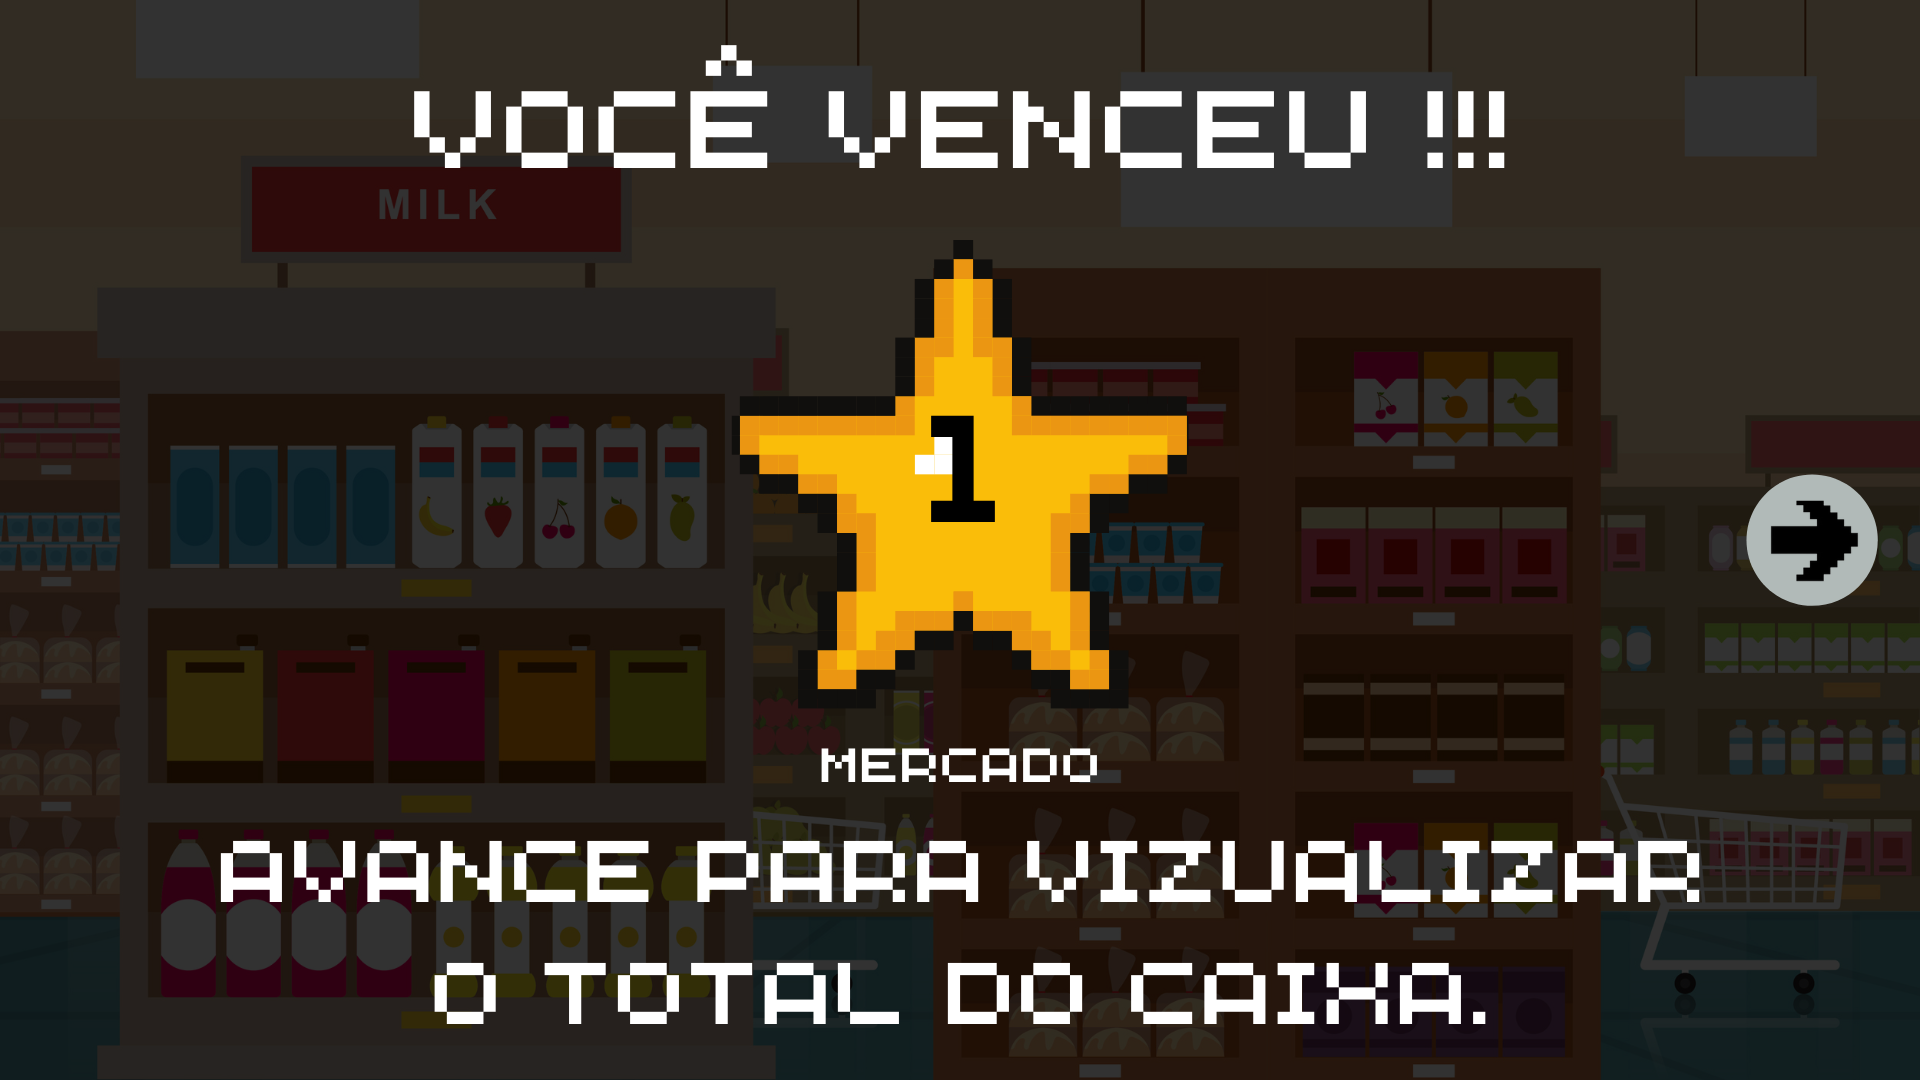 VOCÊ VENCEU !!!
MILK
1
MERCADO
AVANCE PARA VIZUALIZAR
O TOTAL DO CAIXA.